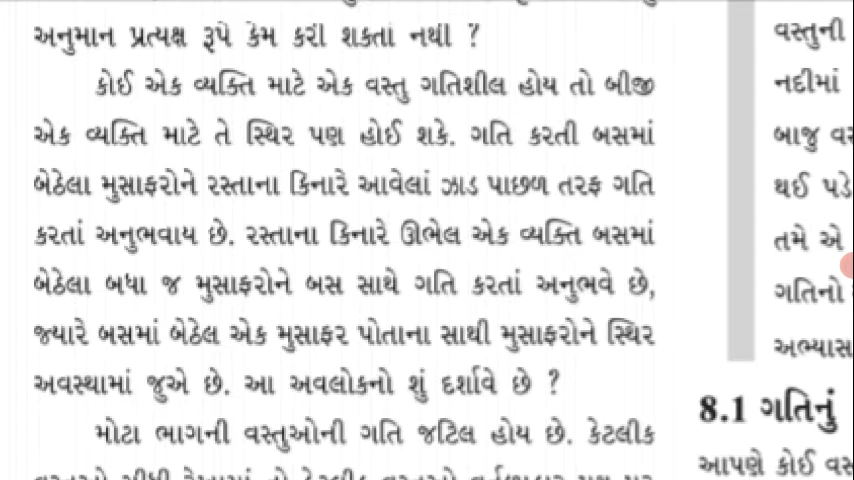 અનુમાન પ્રત્યક્ષ રૂપે કેમ કરી શકતાં નથી ?
કોઈ એક વ્યક્તિ માટે એક વસ્તુ ગતિશીલ હોય તો બીજી
એક વ્યક્તિ માટે તે સ્થિર પણ હોઈ શકે. ગતિ કરતી બસમાં
બેઠેલા મુસાફરોને રસ્તાના કિનારે આવેલાં ઝાડ પાછળ તરફ ગતિ
કરતાં અનુભવાય છે. રસ્તાના કિનારે ઊભેલ એક વ્યક્તિ બસમાં
બેઠેલા બધા જ મુસાફરોને બસ સાથે ગતિ કરતાં અનુભવે છે,
જ્યારે બસમાં બેઠેલ એક મુસાફર પોતાના સાથી મુસાફરોને સ્થિર
અવસ્થામાં જુએ છે. આ અવલોકનો શું દર્શાવે છે ?
મોટા ભાગની વસ્તુઓની ગતિ જટિલ હોય છે. કેટલીક
વસ્તુની
નદીમાં
બાજુ
થઈ પડે
તમે એ
ગતિનો
અભ્યાસ
8.1 ગતિનું
આપણે કોઈ